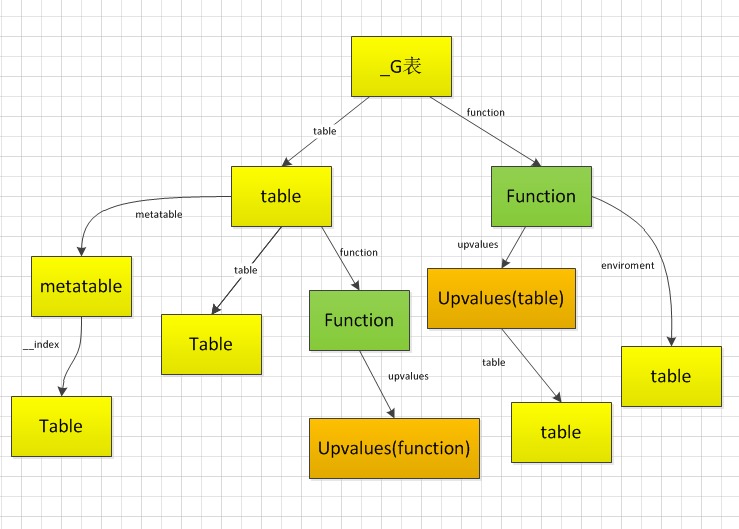 _G表
table
function
table
Function
metatable
table
function
upvalues
enviroment
metatable
Table
Function
Upvalues(table)
__index
upvalues
table
table
Table
Upvalues(function)
table